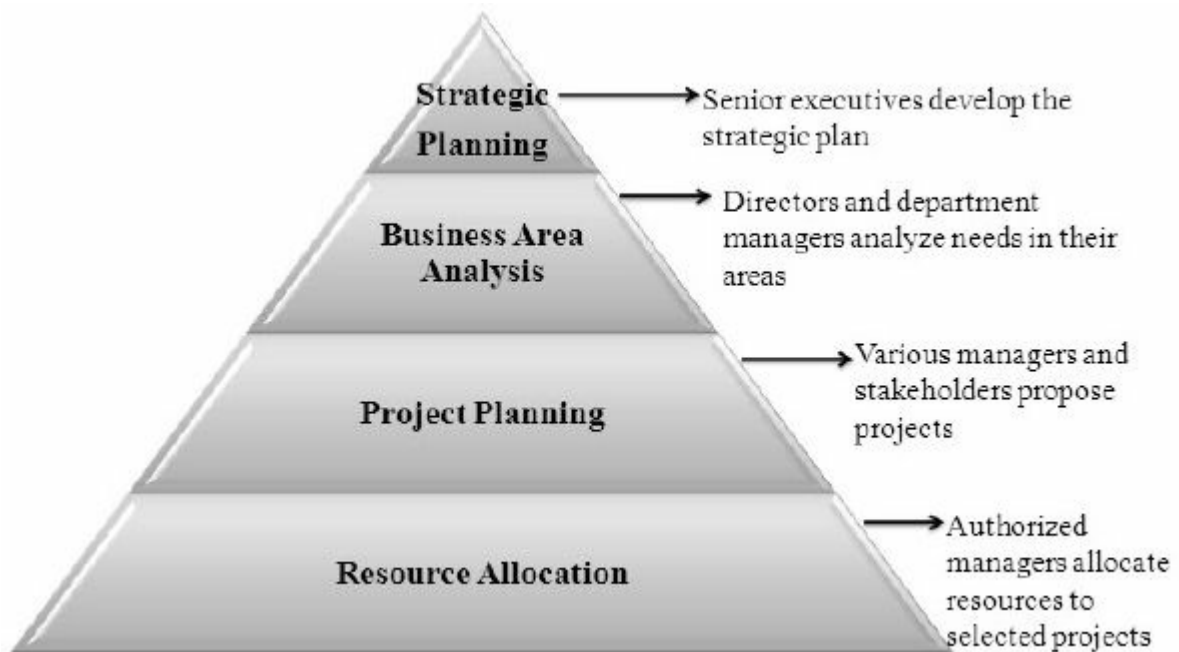 Strategic
Planning
Senior executives develop the
strategic plan
Business Area
Analysis
Directors and department
managers analyze needs in their
areas
Project Planning
Various managers and
stakeholders propose
projects
Resource Allocation
Authorized
managers allocate
resources to
selected projects